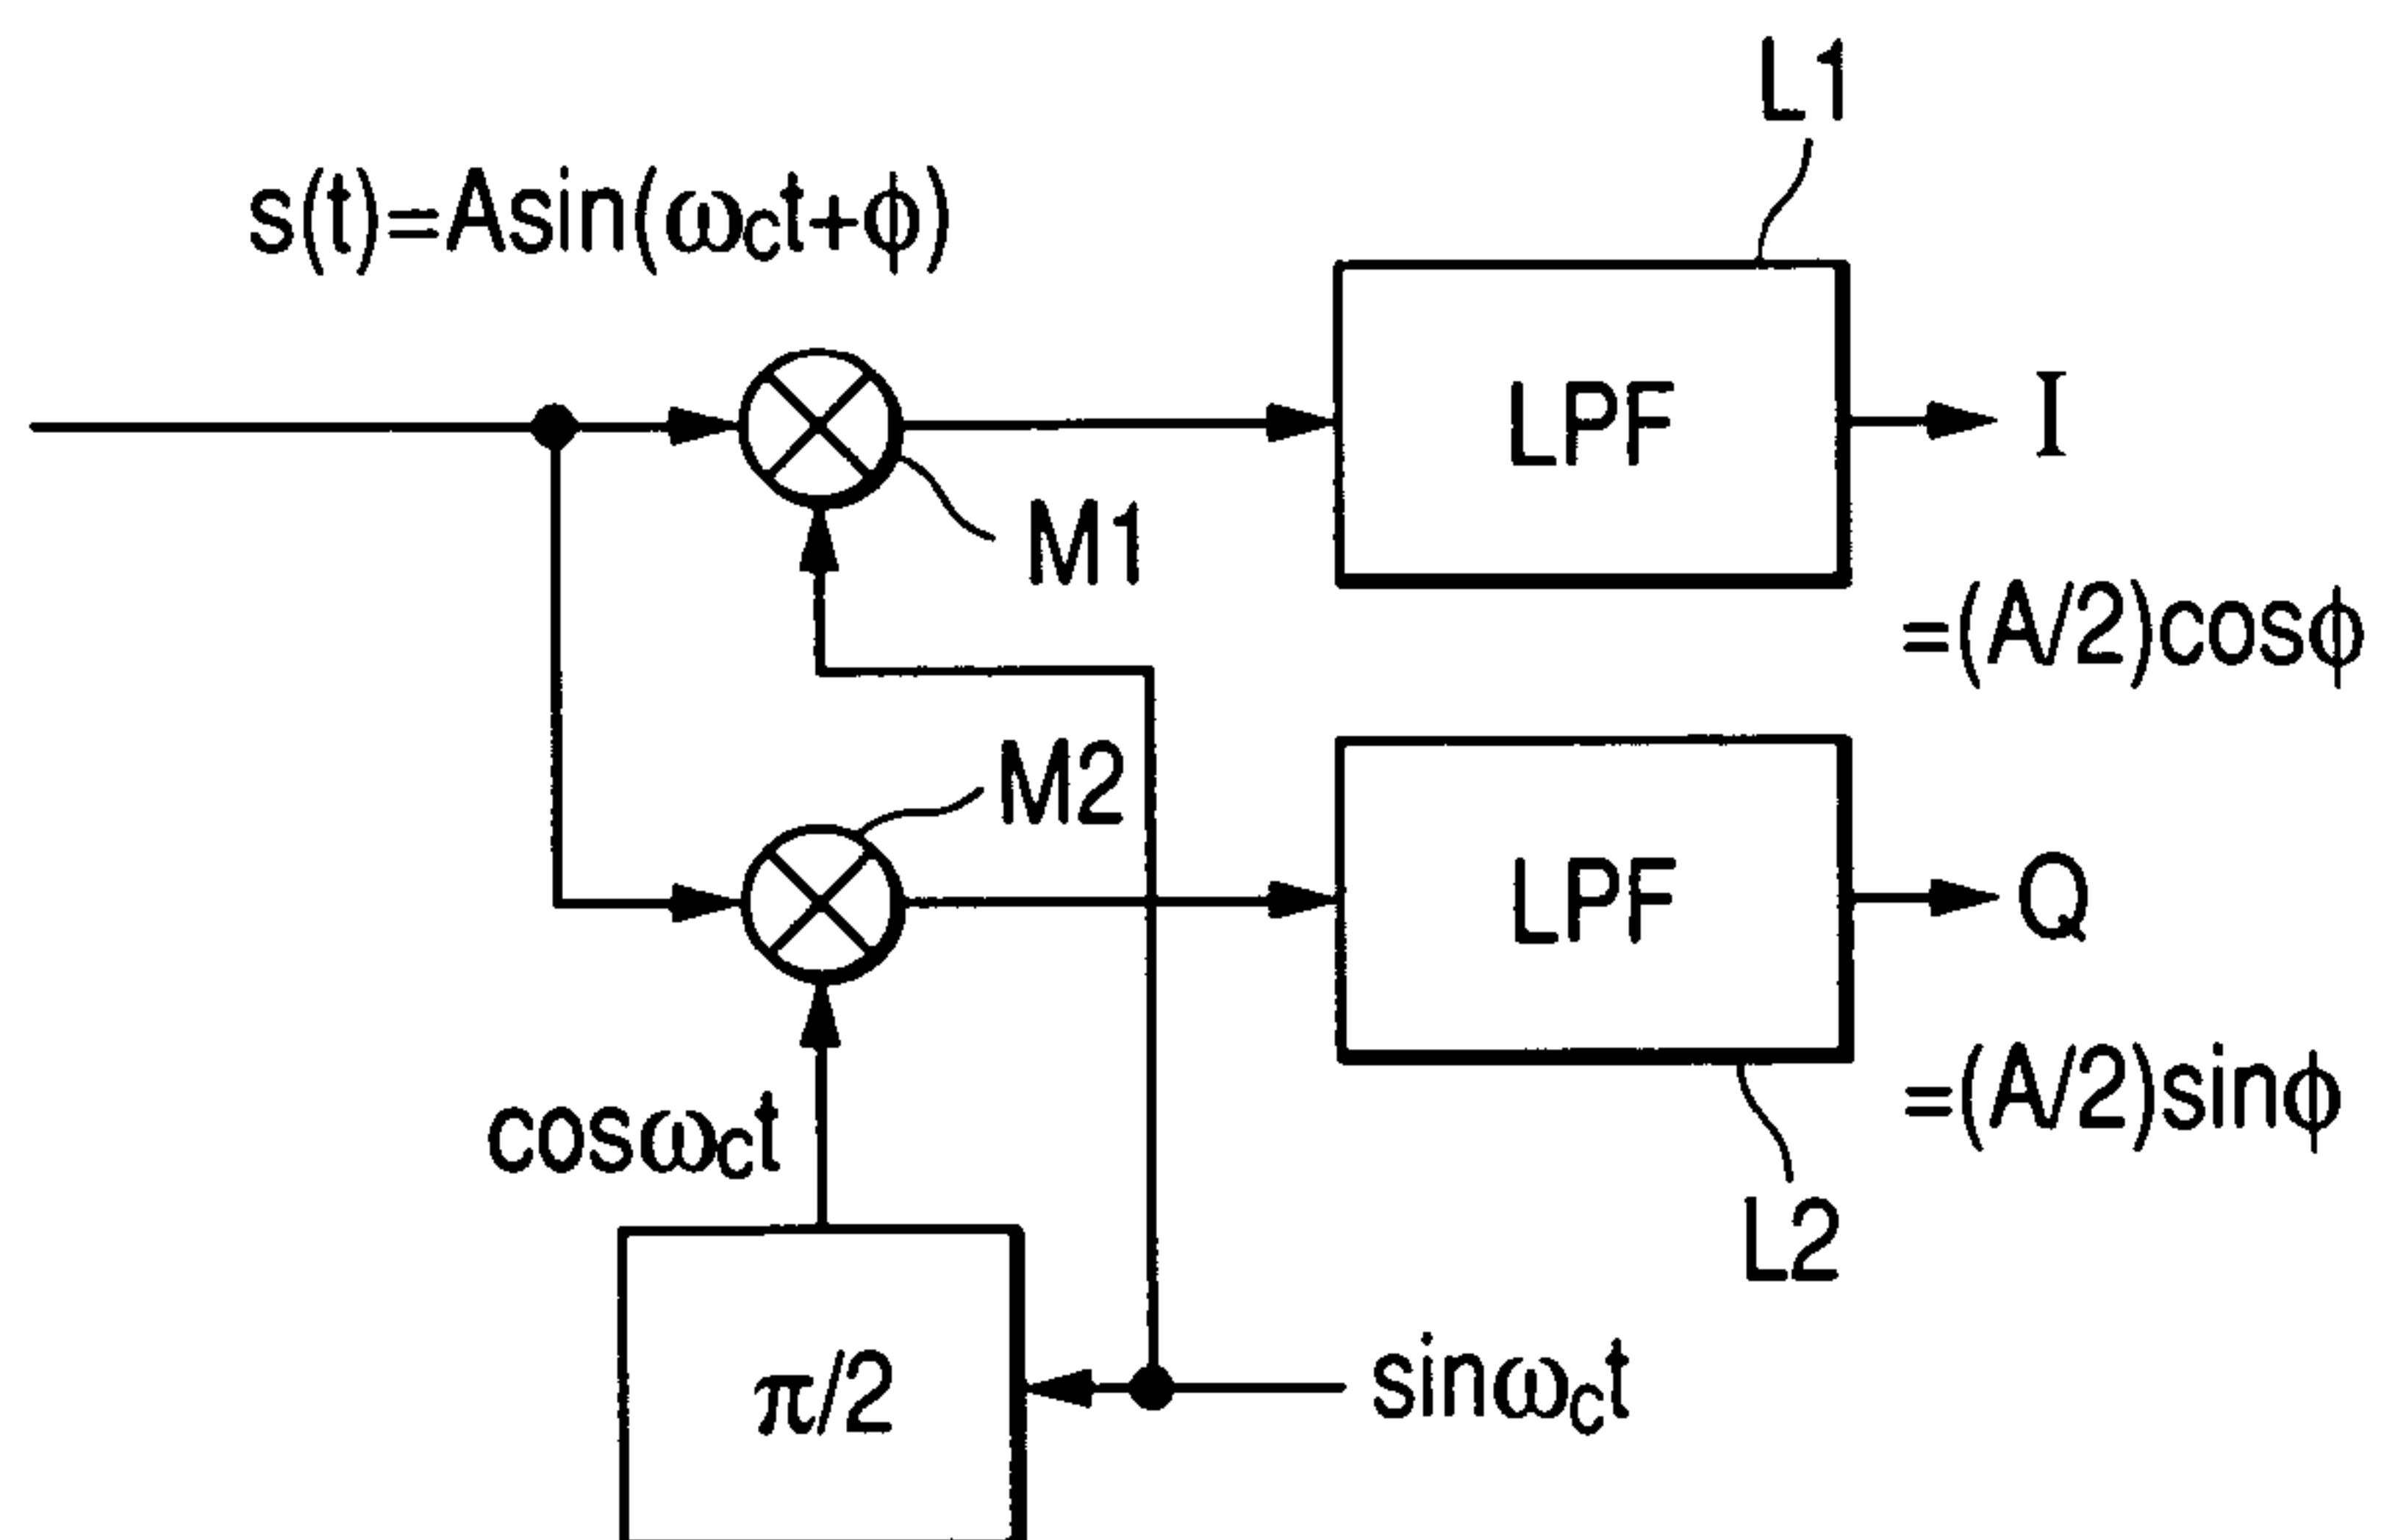 L1
s(t)=Asin(ωct+ϕ)
LPF
I
M1
=(A/2)cosϕ
M2
LPF
Q
cosωct
=(A/2)sinϕ
L2
π/2
sinωct